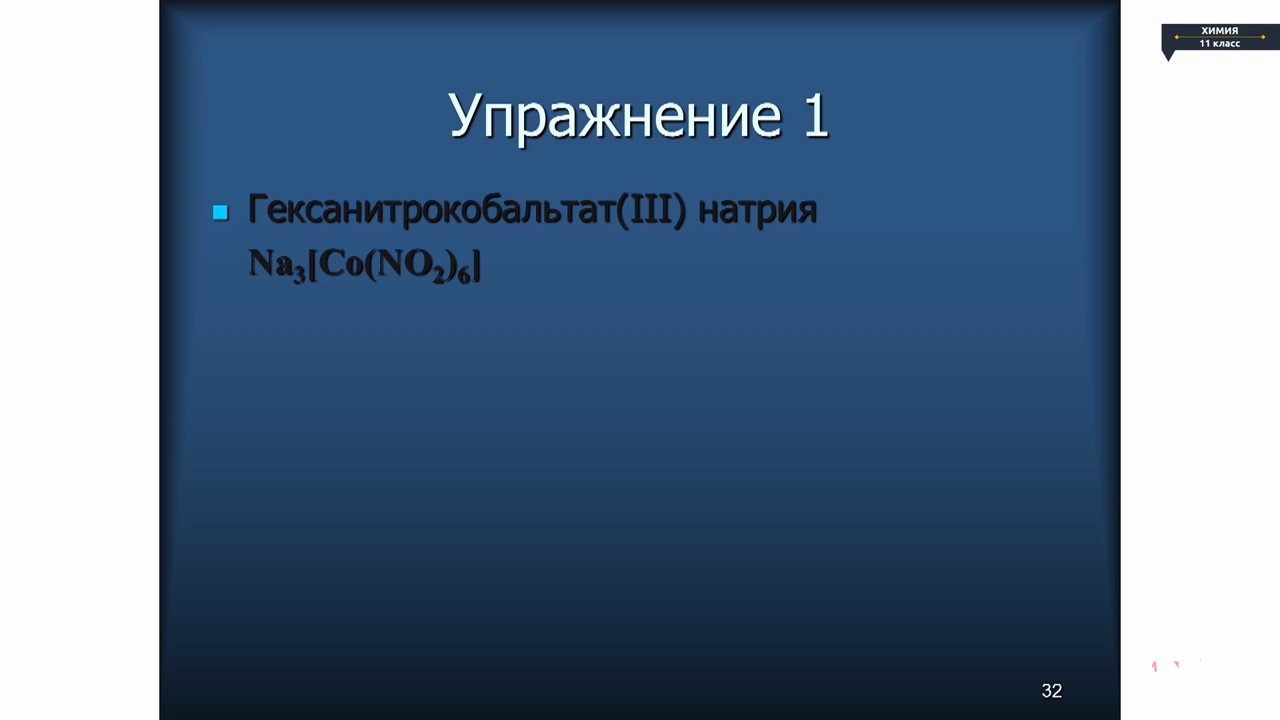 ХИМИЯ
11 класс
Упражнение 1
Гексанитрокобальтат(III) натрия
Na₃[Co(NO₂)₆]
32